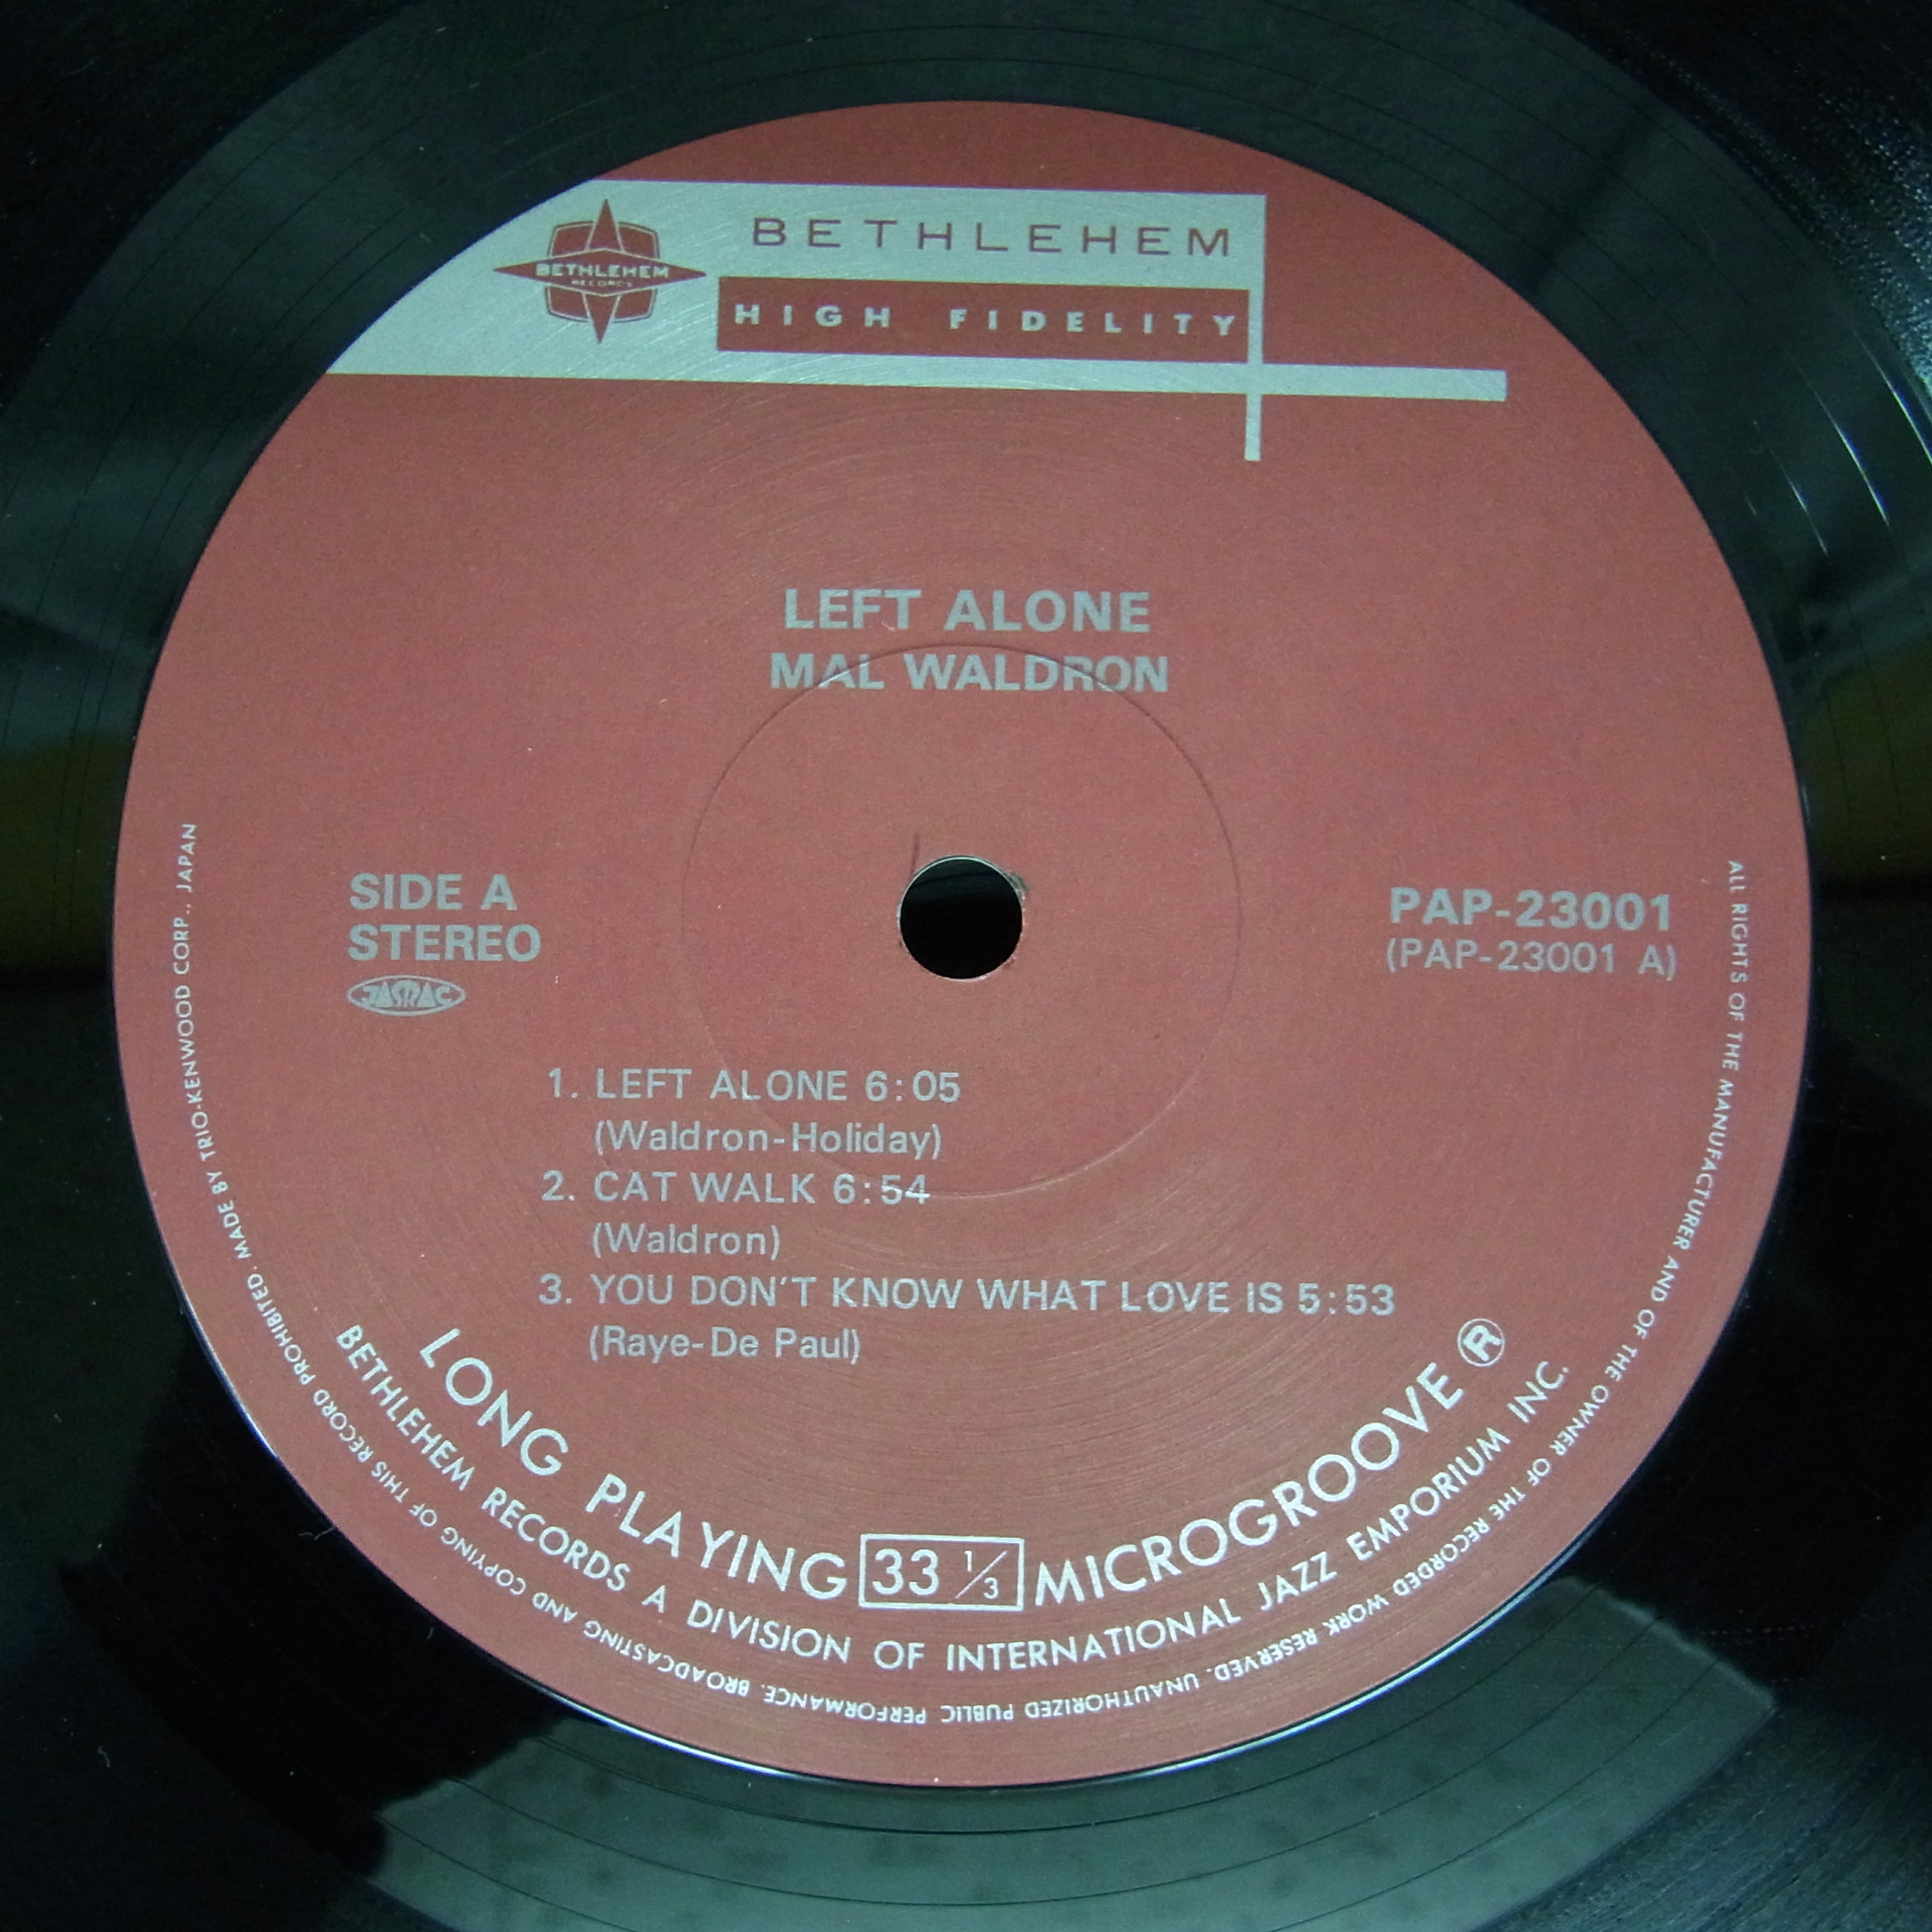 BETHLEHEM
RECORDS
BETHLEHEM
HIGH FIDELITY
LEFT ALONE
MAL WALDRON
SIDE A
STEREO
JASRAC
PAP-23001
(PAP-23001 A)
1. LEFT ALONE 6:05
(Waldron-Holiday)
2. CAT WALK 6:54
(Waldron)
3. YOU DON'T KNOW WHAT LOVE IS 5:53
(Raye-De Paul)
LONG PLAYING 33 1/3 MICROGROOVE ®
BETHLEHEM RECORDS A DIVISION OF INTERNATIONAL JAZZ EMPORIUM INC.
ALL RIGHTS OF THE MANUFACTURER AND OF THE OWNER OF THE RECORDED WORK RESERVED. UNAUTHORIZED PUBLIC PERFORMANCE. BROADCASTING AND COPYING OF THIS RECORD PROHIBITED. MADE BY TRIO-KENWOOD CORP., JAPAN